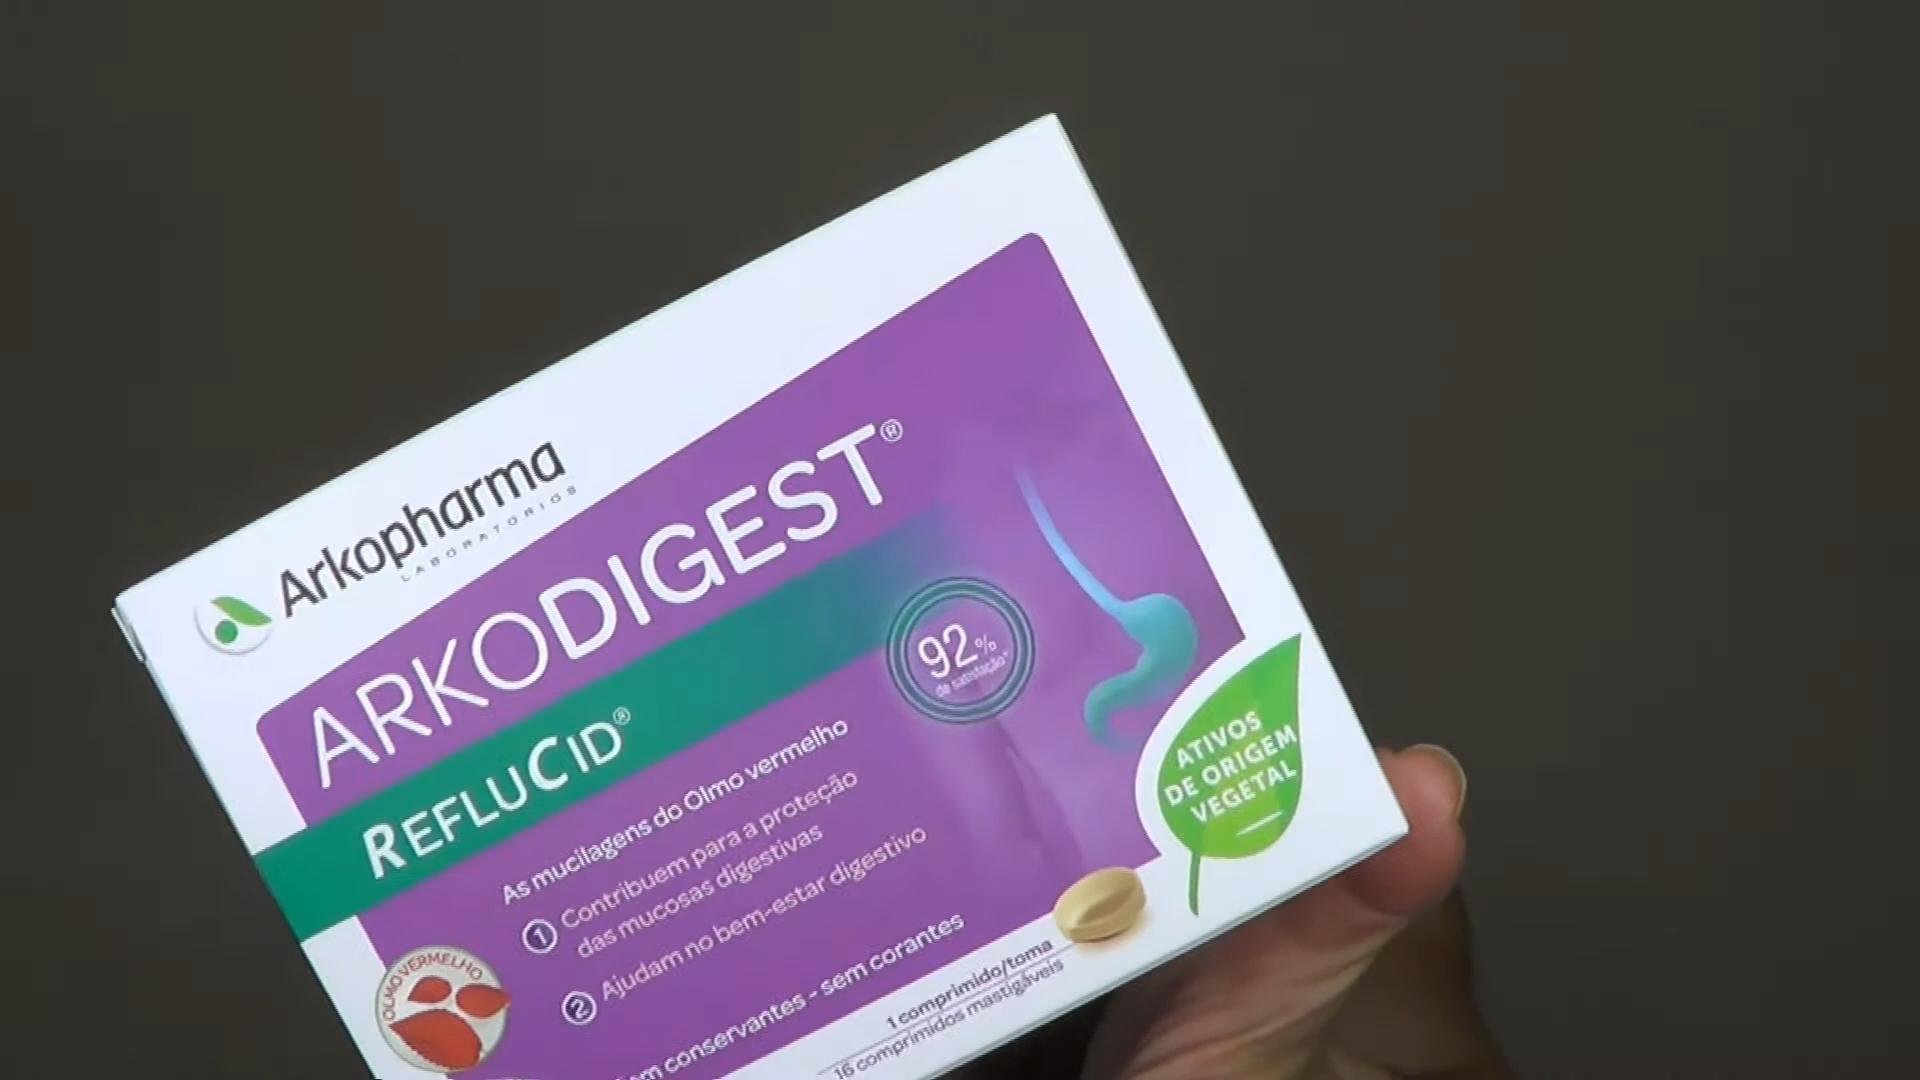 Arkopharma
LABORATÓRIOS
ARKODIGEST®
REFLUCID®
92%
de satisfação*
As mucilagens do Olmo vermelho
1 Contribuem para a proteção
das mucosas digestivas
2 Ajudam no bem-estar digestivo
conservantes - sem corantes
OLMO VERMELHO
1 comprimido/toma
16 comprimidos mastigáveis
ATIVOS
DE ORIGEM
VEGETAL